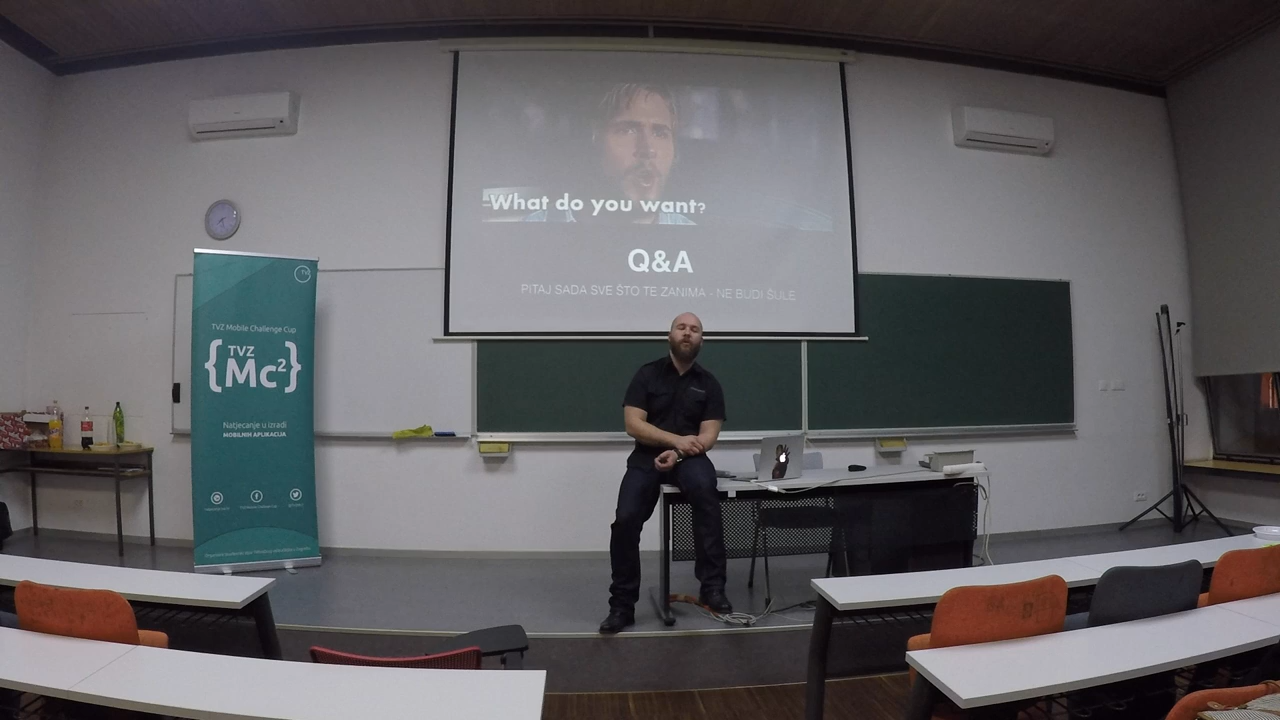 What do you want?
Q&A
PITAJ SADA SVE ŠTO TE ZANIMA - NE BUDI ŠULE
TVZ Mobile Challenge Cup
{TVZ
Mc²}
Natjecanje u izradi
MOBILNIH APLIKACIJA